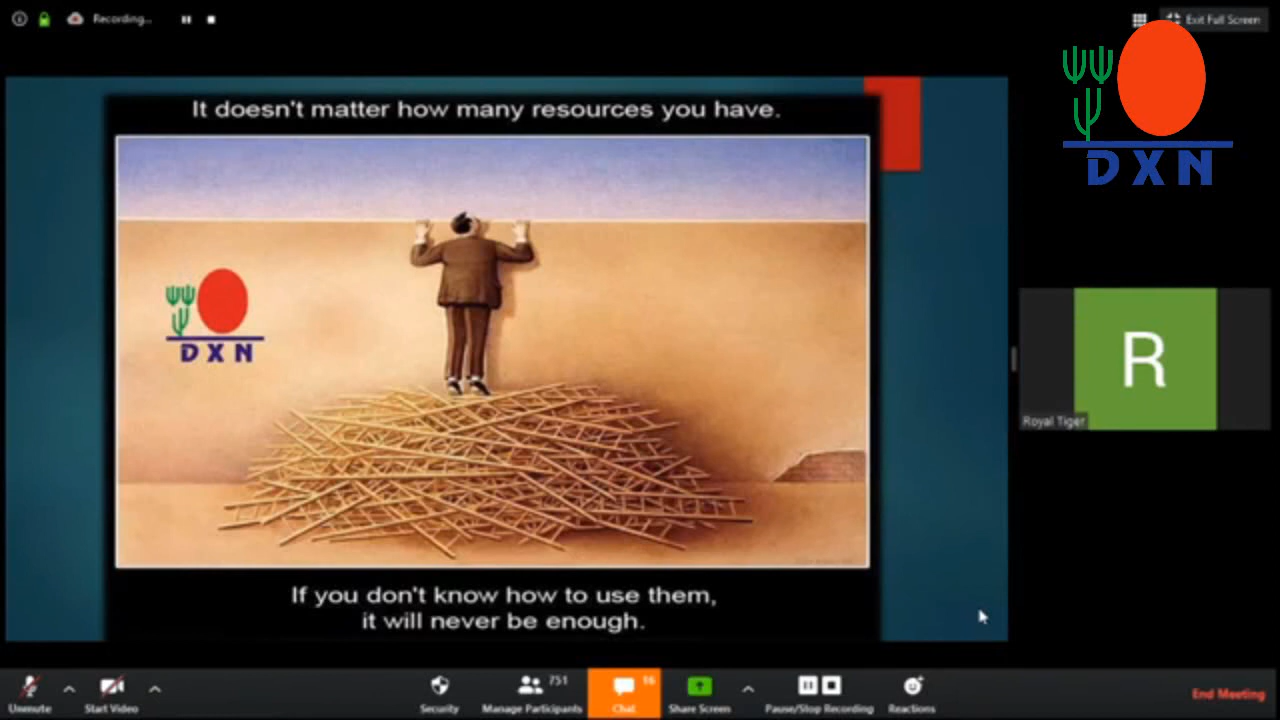 Recording...
Exit Full Screen
DXN
It doesn't matter how many resources you have.
DXN
R
Royal Tiger
If you don't know how to use them,
it will never be enough.
Unmute
Start Video
Security
751
Manage Participants
16
Chat
Share Screen
Pause/Stop Recording
Reactions
End Meeting